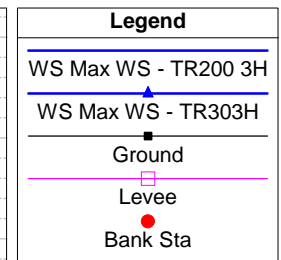 Legend
WS Max WS - TR200 3H
WS Max WS - TR303H
Ground
Levee
Bank Sta